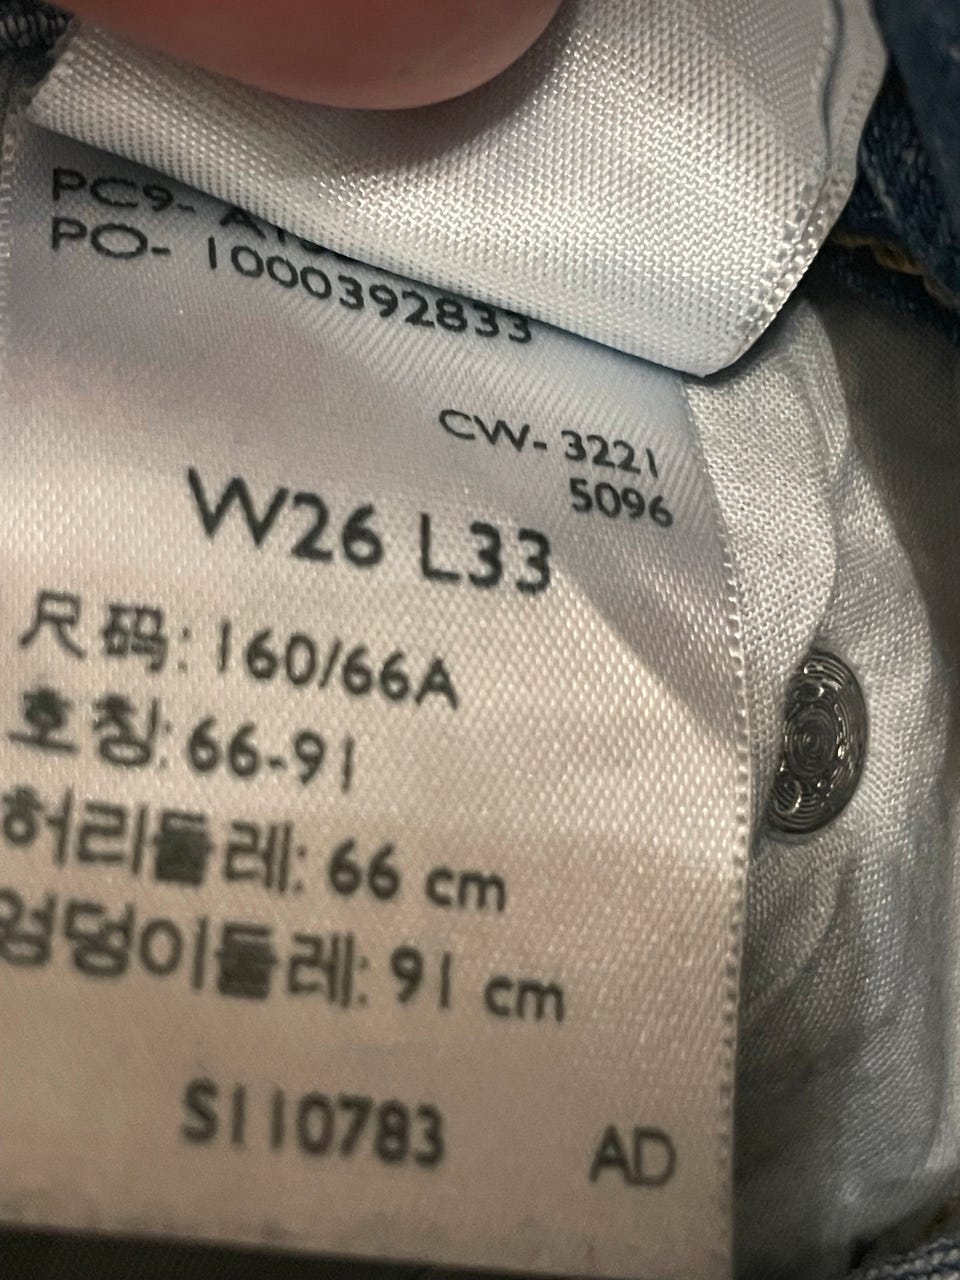 PC9-
PO- 1000392833
CW- 3221
5096
W26 L33
尺码: 160/66A
호칭: 66-91
허리둘레: 66 cm
엉덩이둘레: 91 cm
S110783
AD